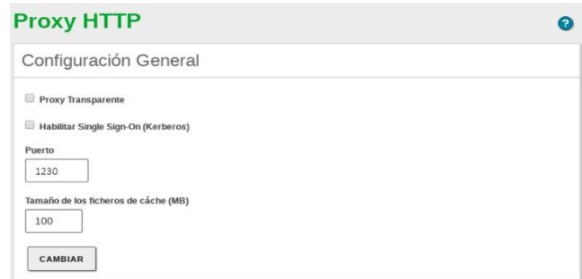 Proxy HTTP
?
Configuración General
Proxy Transparente
Habilitar Single Sign-On (Kerberos)
Puerto
1230
Tamaño de los ficheros de cáche (MB)
100
CAMBIAR